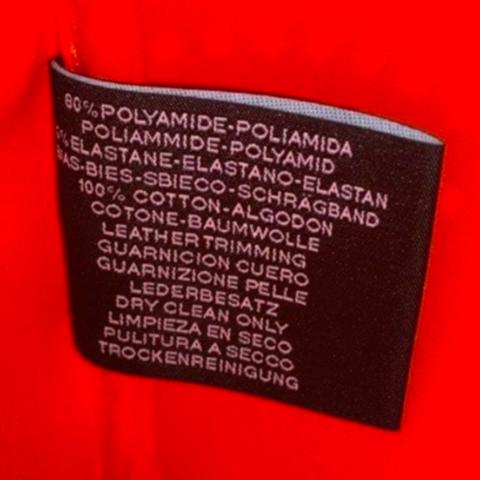 80% POLYAMIDE-POLIAMIDA
POLIAMMIDE-POLYAMID
% ELASTANE-ELASTANO-ELASTAN
BIAS-BIES-SBIECO-SCHRÄGBAND
100% COTTON-ALGODON
COTONE-BAUMWOLLE
LEATHER TRIMMING
GUARNICION CUERO
GUARNIZIONE PELLE
LEDERBESATZ
DRY CLEAN ONLY
LIMPIEZA EN SECO
PULITURA A SECCO
TROCKENREINIGUNG